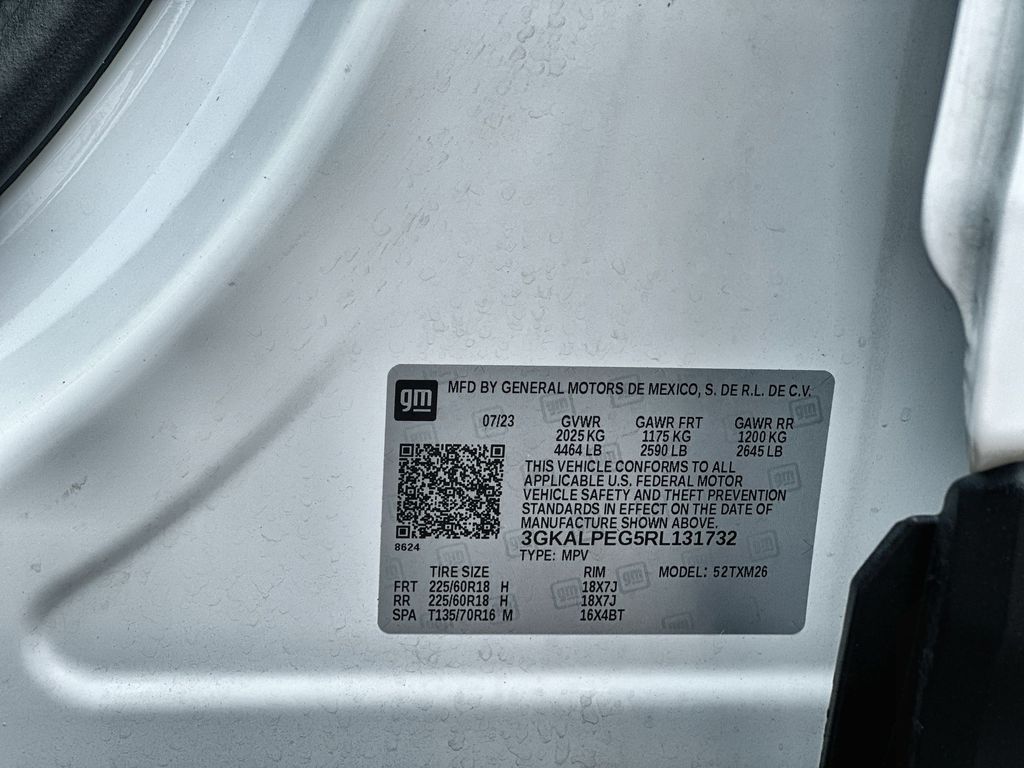 gm MFD BY GENERAL MOTORS DE MEXICO, S. DE R.L. DE C.V.
07/23 GVWR GAWR FRT GAWR RR
2025 KG 1175 KG 1200 KG
4464 LB 2590 LB 2645 LB
THIS VEHICLE CONFORMS TO ALL
APPLICABLE U.S. FEDERAL MOTOR
VEHICLE SAFETY AND THEFT PREVENTION
STANDARDS IN EFFECT ON THE DATE OF
MANUFACTURE SHOWN ABOVE.
3GKALPEG5RL131732
8624
TYPE: MPV
TIRE SIZE RIM MODEL: 52TXM26
FRT 225/60R18 H 18X7J
RR 225/60R18 H 18X7J
SPA T135/70R16 M 16X4BT